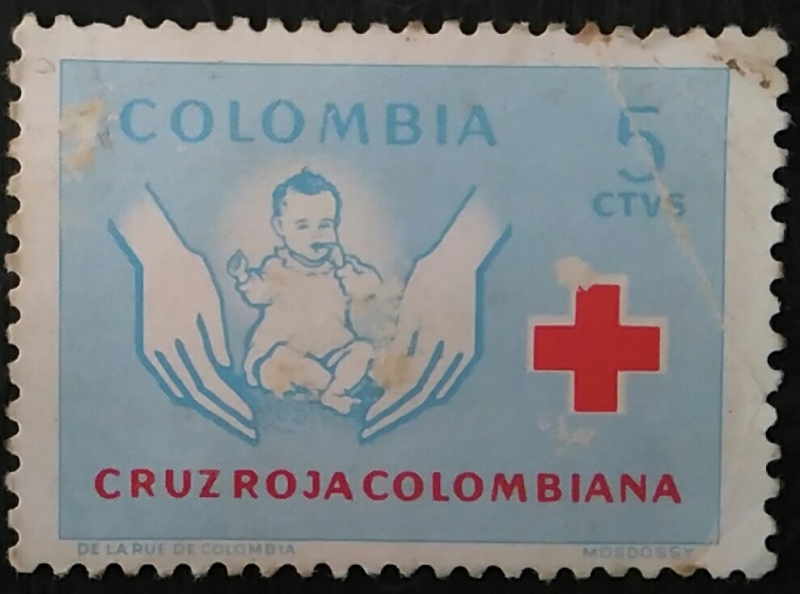 COLOMBIA
5
CTVS
CRUZ ROJA COLOMBIANA
DE LA RUE DE COLOMBIA
MOSDOSSY